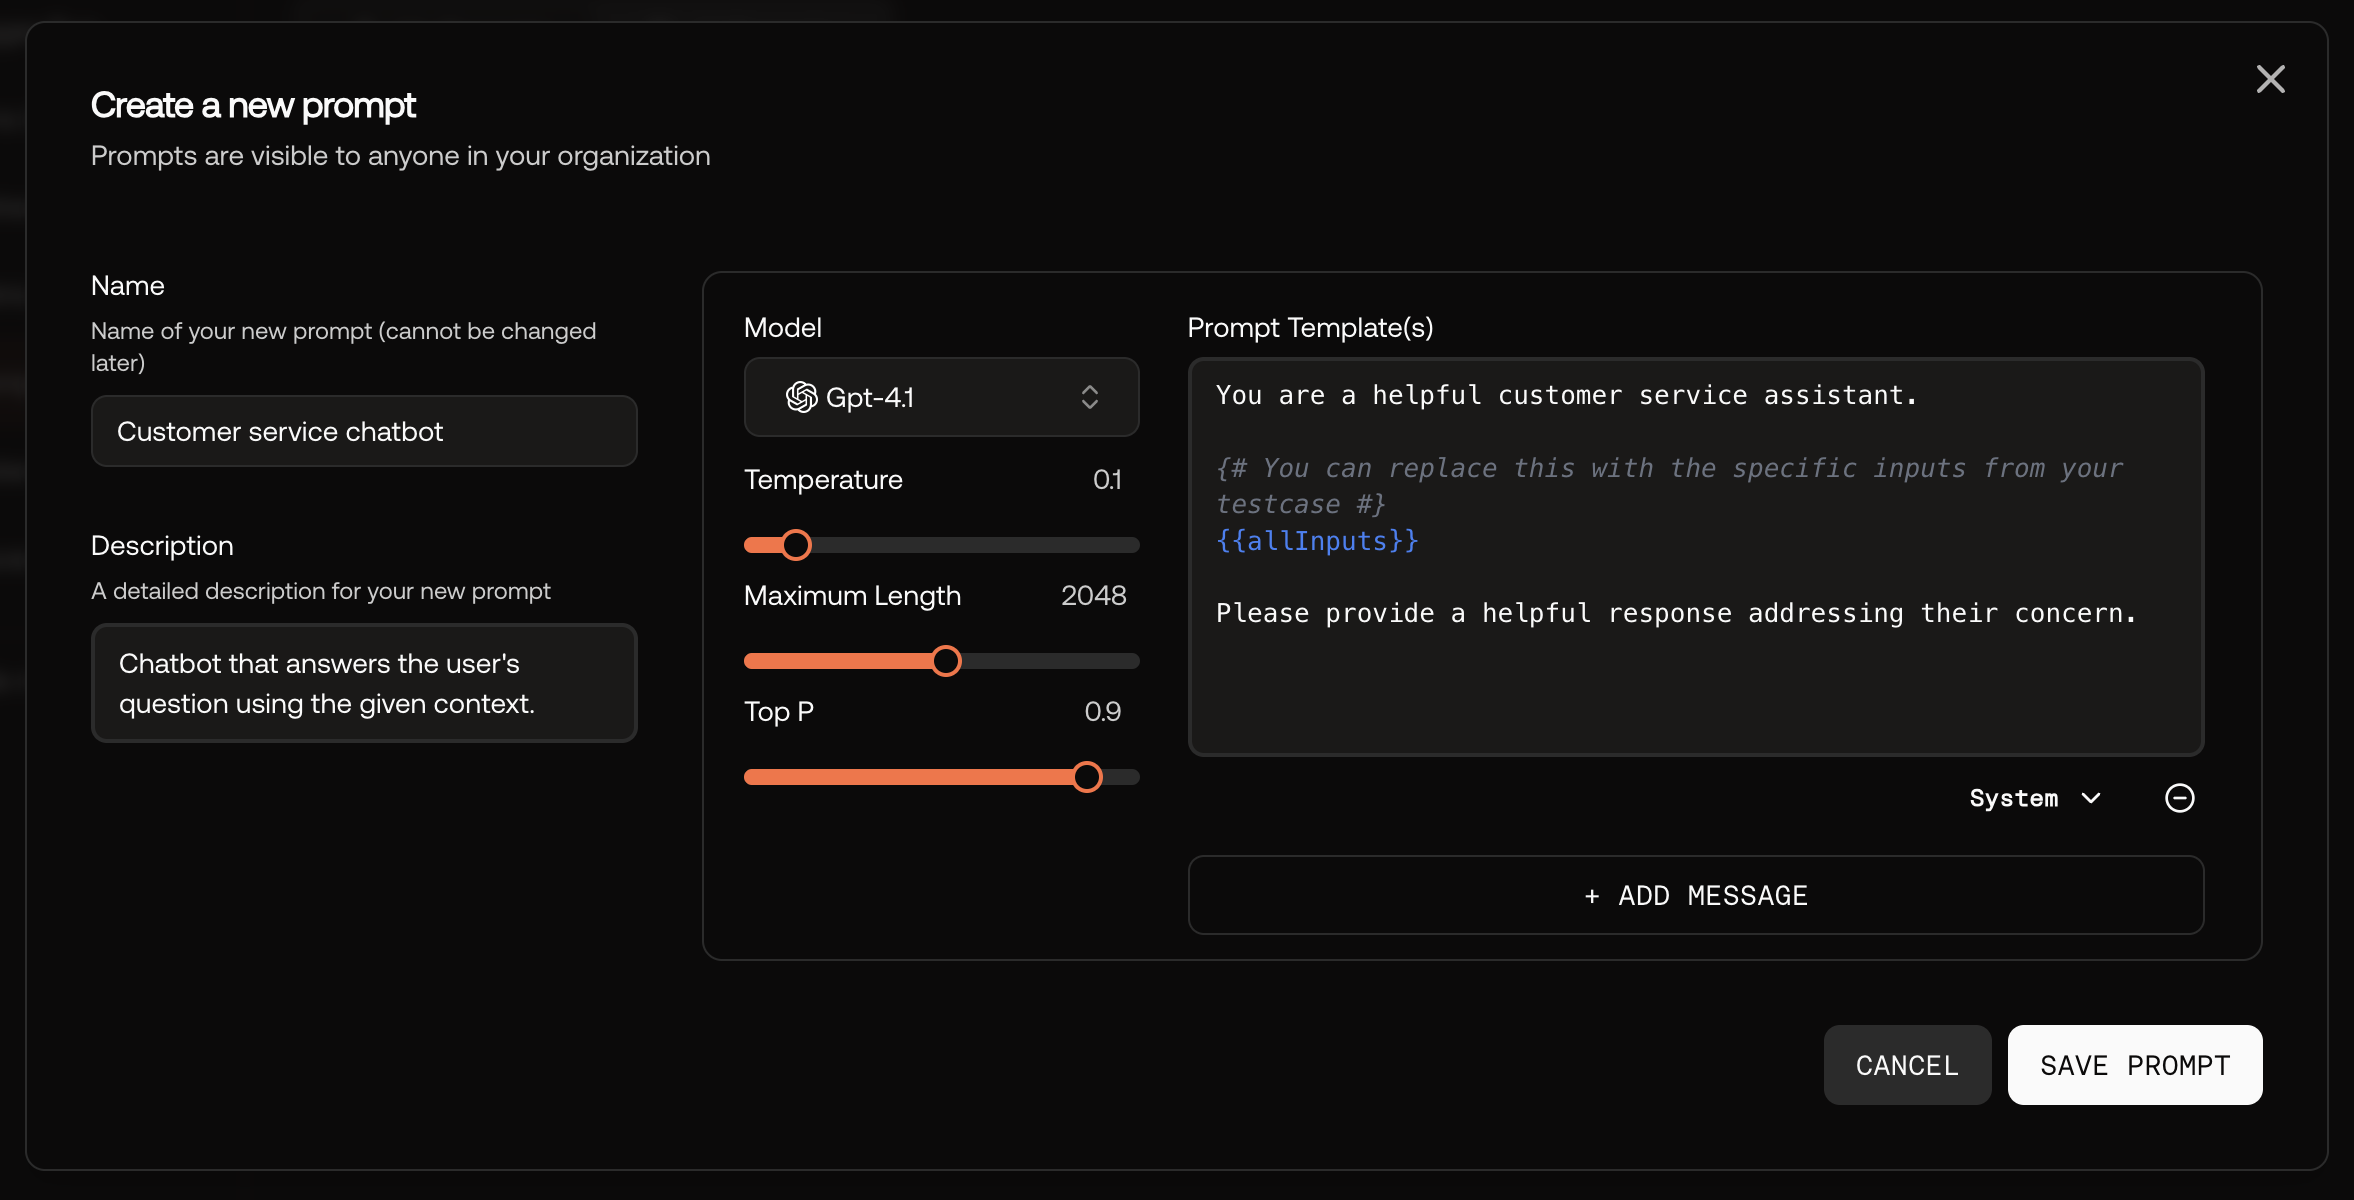 Create a new prompt
Prompts are visible to anyone in your organization
Name
Name of your new prompt (cannot be changed
later)
Customer service chatbot
Description
A detailed description for your new prompt
Chatbot that answers the user's
question using the given context.
Model
Gpt-4.1
Temperature 0.1
Maximum Length 2048
Top P 0.9
Prompt Template(s)
You are a helpful customer service assistant.
{# You can replace this with the specific inputs from your
testcase #}
{{allInputs}}
Please provide a helpful response addressing their concern.
System
+ ADD MESSAGE
CANCEL
SAVE PROMPT